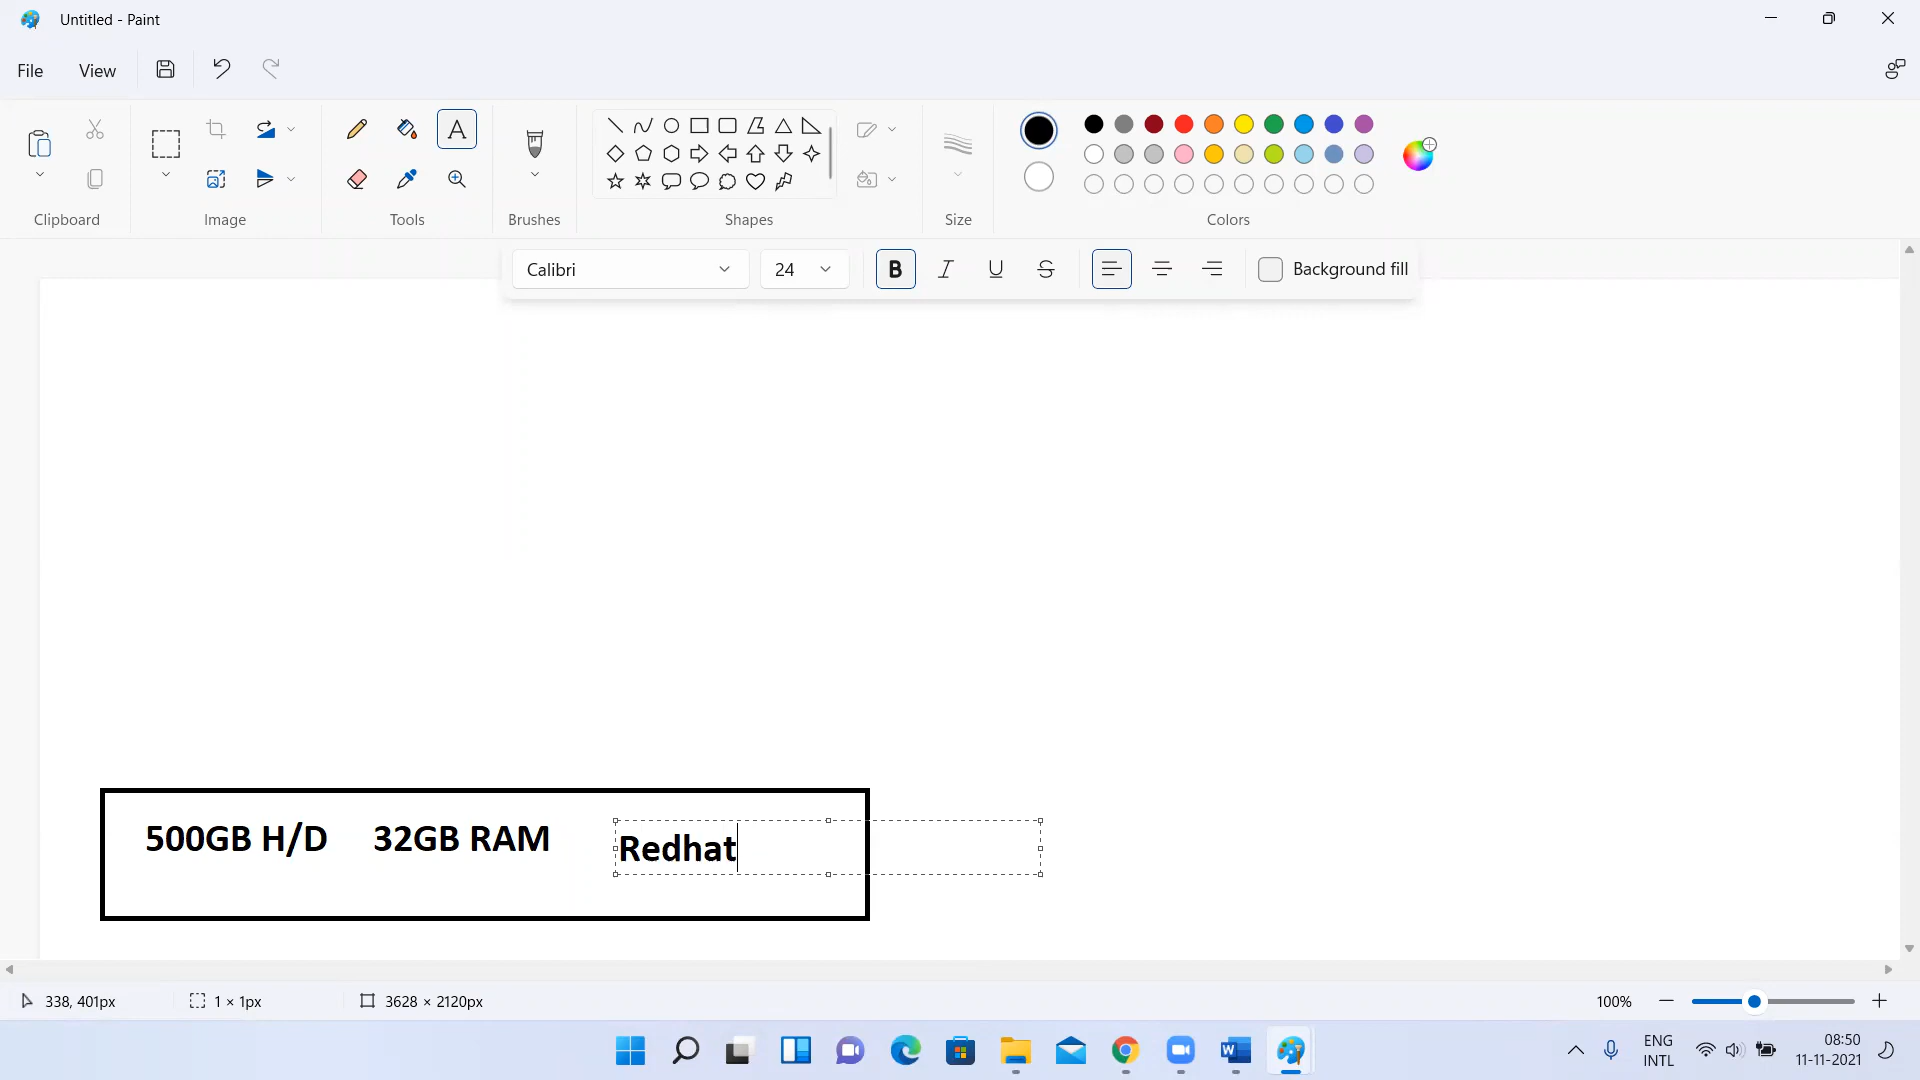 Untitled - Paint
File View
Clipboard Image Tools Brushes Shapes Size Colors
Calibri 24 B I U S Background fill
500GB H/D 32GB RAM Redhat
338, 401px 1 × 1px 3628 × 2120px 100%
ENG 08:50
INTL 11-11-2021